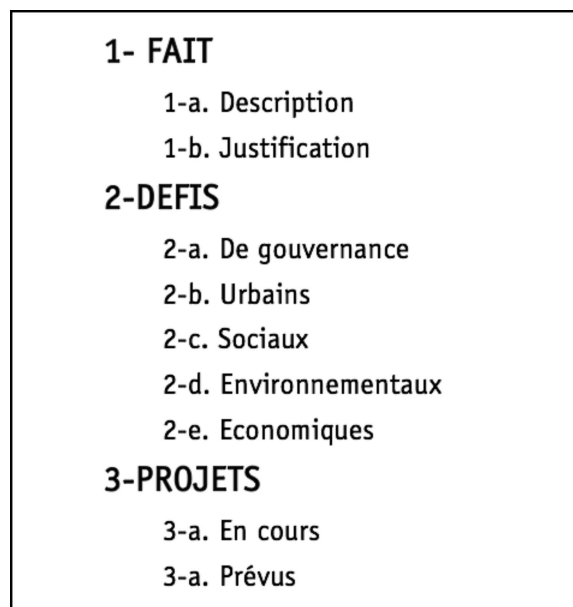 1- FAIT
1-a. Description
1-b. Justification
2-DEFIS
2-a. De gouvernance
2-b. Urbains
2-c. Sociaux
2-d. Environnementaux
2-e. Economiques
3-PROJETS
3-a. En cours
3-a. Prévus